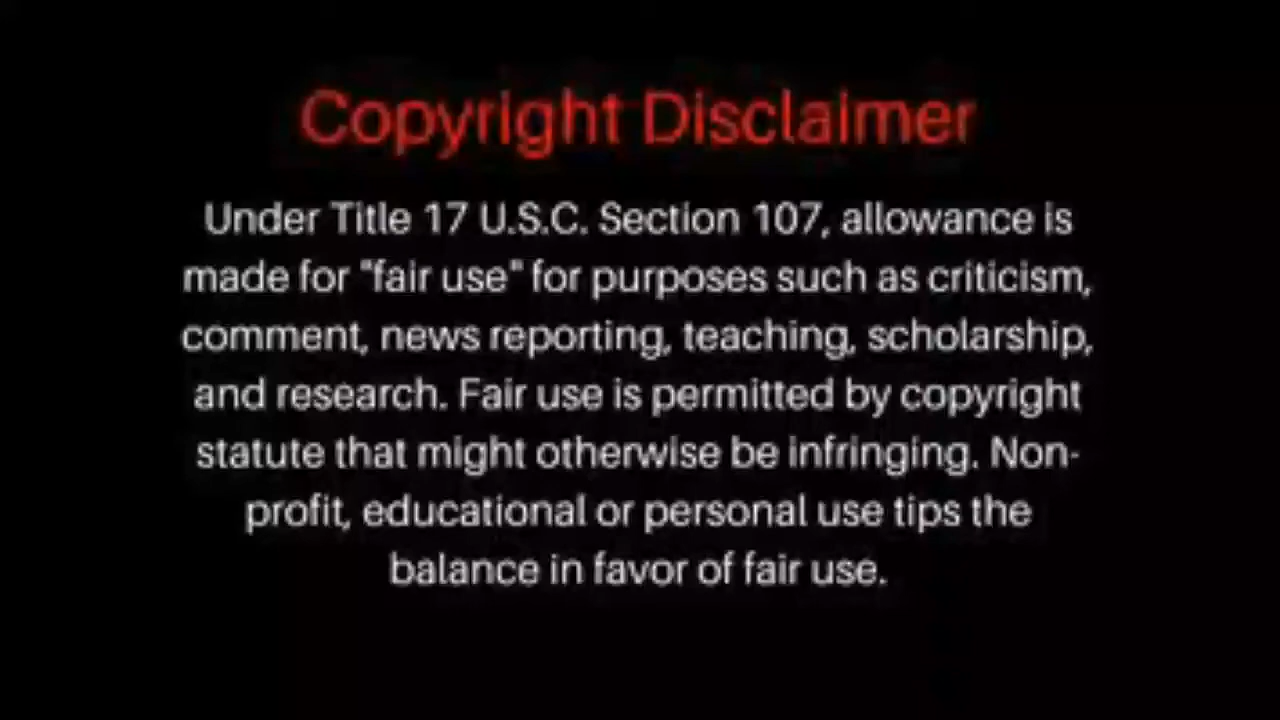 Copyright Disclaimer
Under Title 17 U.S.C. Section 107, allowance is
made for "fair use" for purposes such as criticism,
comment, news reporting, teaching, scholarship,
and research. Fair use is permitted by copyright
statute that might otherwise be infringing. Non-
profit, educational or personal use tips the
balance in favor of fair use.